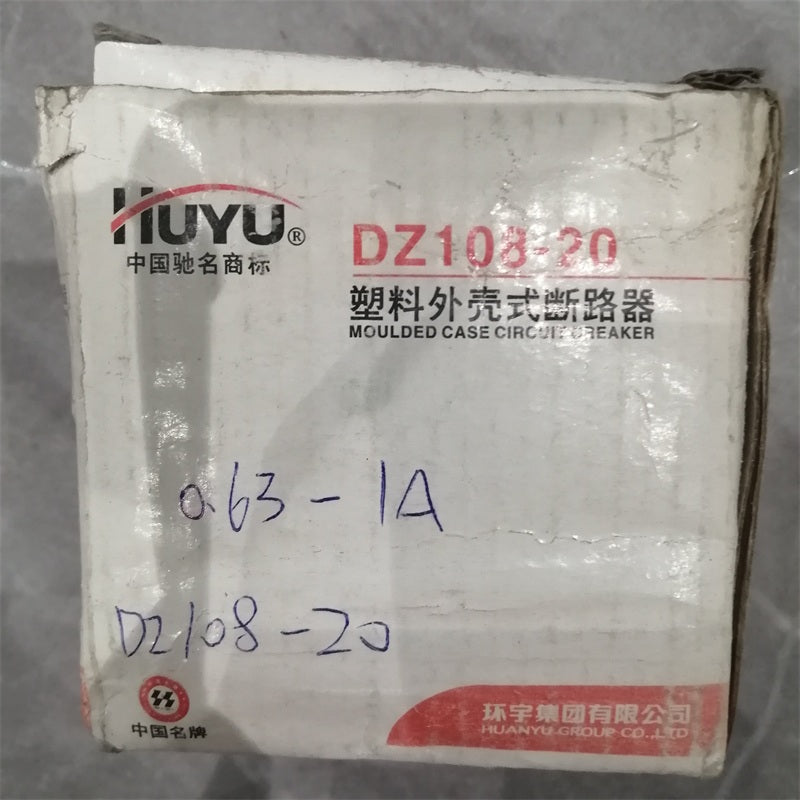 HUYU®
中国驰名商标
DZ108-20
塑料外壳式断路器
MOULDED CASE CIRCUIT BREAKER
0.63-1A
DZ108-20
中国名牌
环宇集团有限公司
HUANYU GROUP CO.,LTD